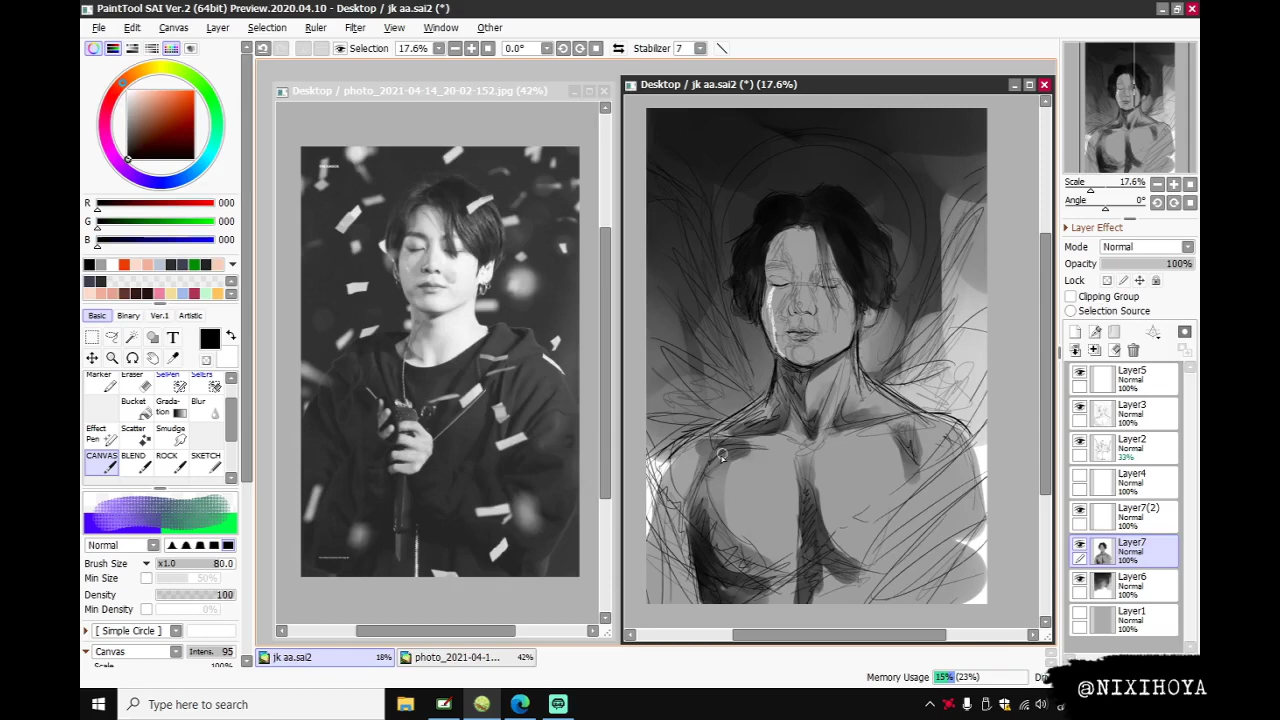 PaintTool SAI Ver.2 (64bit) Preview.2020.04.10 - Desktop / jk aa.sai2 (*)
File Edit Canvas Layer Selection Ruler Filter View Window Other
Selection 17.6% 0.0° Stabilizer 7
Desktop / photo_2021-04-14_20-02-152.jpg (42%)
Desktop / jk aa.sai2 (*) (17.6%)
R 000
G 000
B 000
Basic Binary Ver.1 Artistic
T
Marker Eraser SelPen SelErs
Bucket Grada-tion Blur
Effect Pen Scatter Smudge
CANVAS BLEND ROCK SKETCH
Normal
Brush Size x1.0 80.0
Min Size 50%
Density 100
Min Density 0%
[ Simple Circle ]
Canvas Intens. 95
Scale 100%
Scale 17.6%
Angle 0°
Layer Effect
Mode Normal
Opacity 100%
Lock
Clipping Group
Selection Source
Layer5
Normal
100%
Layer3
Normal
100%
Layer2
Normal
33%
Layer4
Normal
100%
Layer7(2)
Normal
100%
Layer7
Normal
100%
Layer6
Normal
100%
Layer1
Normal
100%
jk aa.sai2 18% photo_2021-04-1... 42%
Memory Usage 15% (23%)
@NIXIHOYA
Type here to search